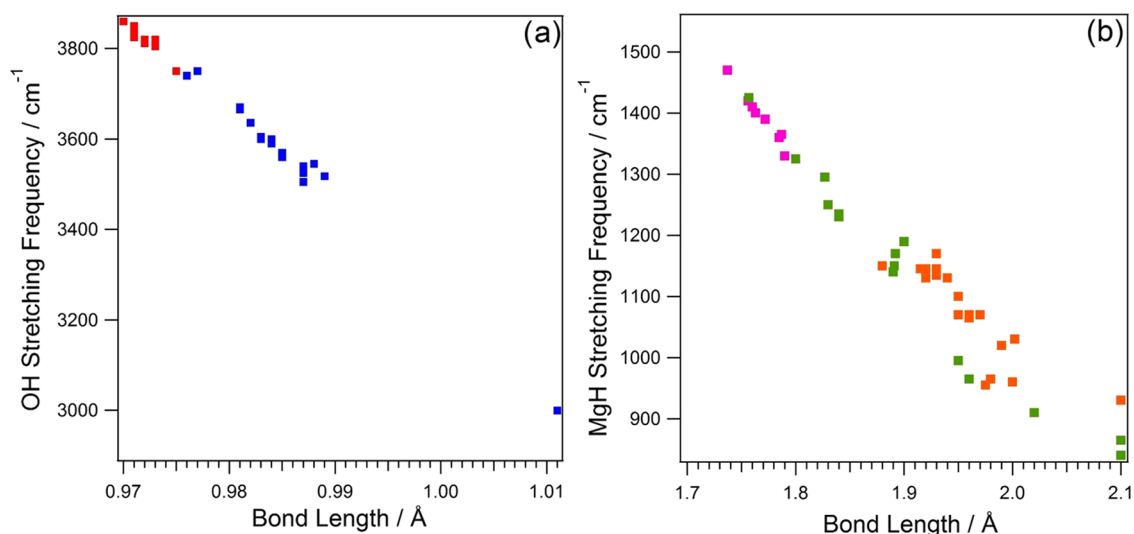 (a)
OH Stretching Frequency / cm⁻¹
3800
3600
3400
3200
3000
0.97 0.98 0.99 1.00 1.01
Bond Length / Å
(b)
MgH Stretching Frequency / cm⁻¹
1500
1400
1300
1200
1100
1000
900
1.7 1.8 1.9 2.0 2.1
Bond Length / Å